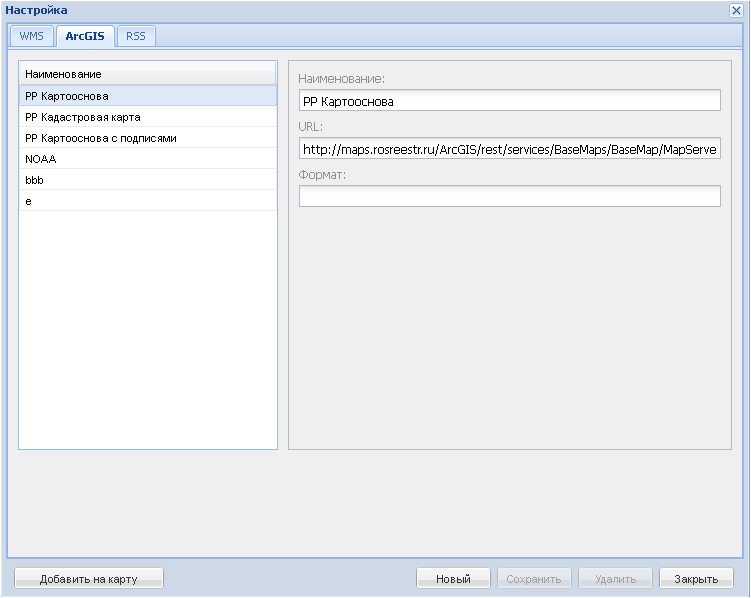 Настройка
WMS
ArcGIS
RSS
Наименование
РР Картооснова
РР Кадастровая карта
РР Картооснова с подписями
NOAA
bbb
e
Наименование:
РР Картооснова
URL:
http://maps.rosreestr.ru/ArcGIS/rest/services/BaseMaps/BaseMap/MapServe
Формат:
Добавить на карту
Новый
Сохранить
Удалить
Закрыть